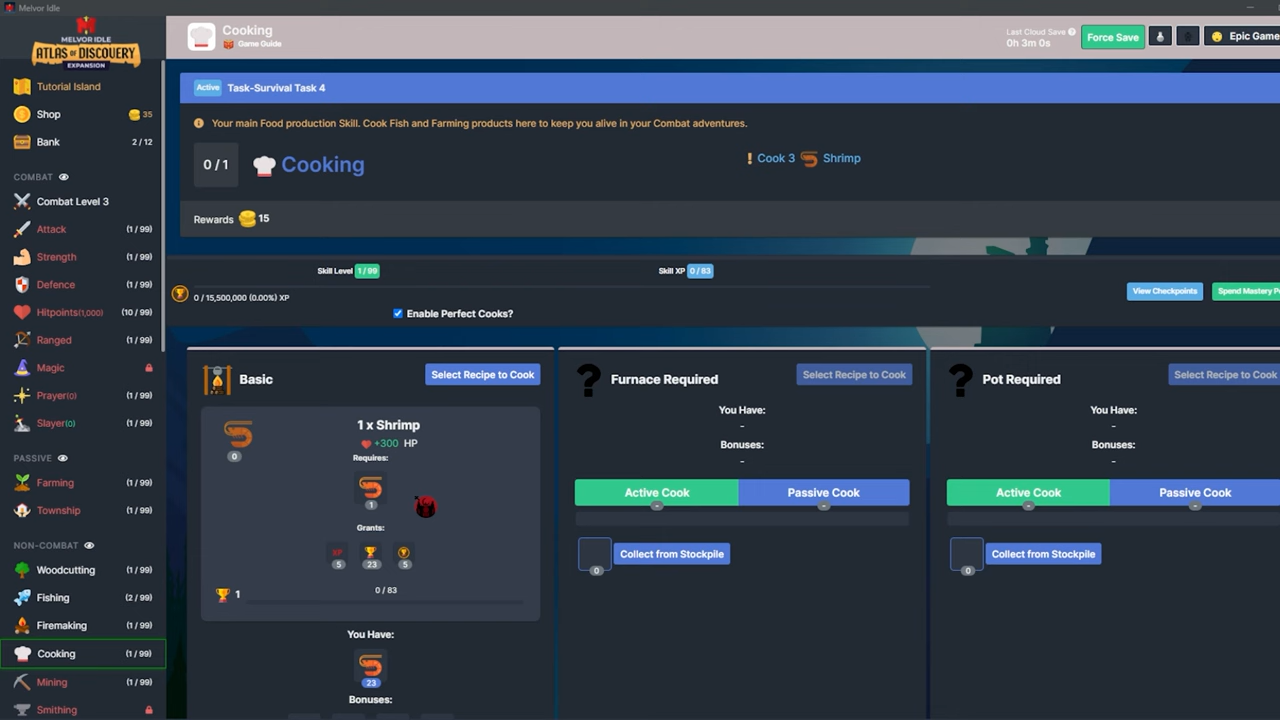 Melvor Idle
MELVOR IDLE
ATLAS OF DISCOVERY
EXPANSION
Tutorial Island
Shop 35
Bank 2 / 12
COMBAT
Combat Level 3
Attack (1 / 99)
Strength (1 / 99)
Defence (1 / 99)
Hitpoints(1,000) (10 / 99)
Ranged (1 / 99)
Magic
Prayer(0) (1 / 99)
Slayer(0) (1 / 99)
PASSIVE
Farming (1 / 99)
Township (1 / 99)
NON-COMBAT
Woodcutting (1 / 99)
Fishing (2 / 99)
Firemaking (1 / 99)
Cooking (1 / 99)
Mining (1 / 99)
Smithing
Cooking
Game Guide
Last Cloud Save
0h 3m 0s
Force Save
Epic Game
Active Task-Survival Task 4
Your main Food production Skill. Cook Fish and Farming products here to keep you alive in your Combat adventures.
0 / 1 Cooking
Cook 3 Shrimp
Rewards 15
Skill Level 1 / 99
Skill XP 0 / 83
0 / 15,500,000 (0.00%) XP
View Checkpoints
Spend Mastery P
Enable Perfect Cooks?
Basic
Select Recipe to Cook
1 x Shrimp
+300 HP
0
Requires:
1
Grants:
XP
5 23 5
0 / 83
1
You Have:
23
Bonuses:
Furnace Required
Select Recipe to Cook
You Have:
-
Bonuses:
-
Active Cook Passive Cook
- -
Collect from Stockpile
0
Pot Required
Select Recipe to Cook
You Have:
-
Bonuses:
-
Active Cook Passive Cook
- -
Collect from Stockpile
0